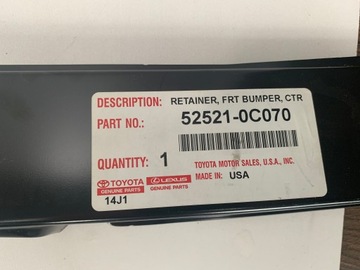 DESCRIPTION: RETAINER, FRT BUMPER, CTR
PART NO.: 52521-0C070
QUANTITY: 1
TOYOTA MOTOR SALES, U.S.A., INC.
TOYOTA GENUINE PARTS LEXUS GENUINE PARTS MADE IN: USA
14J1